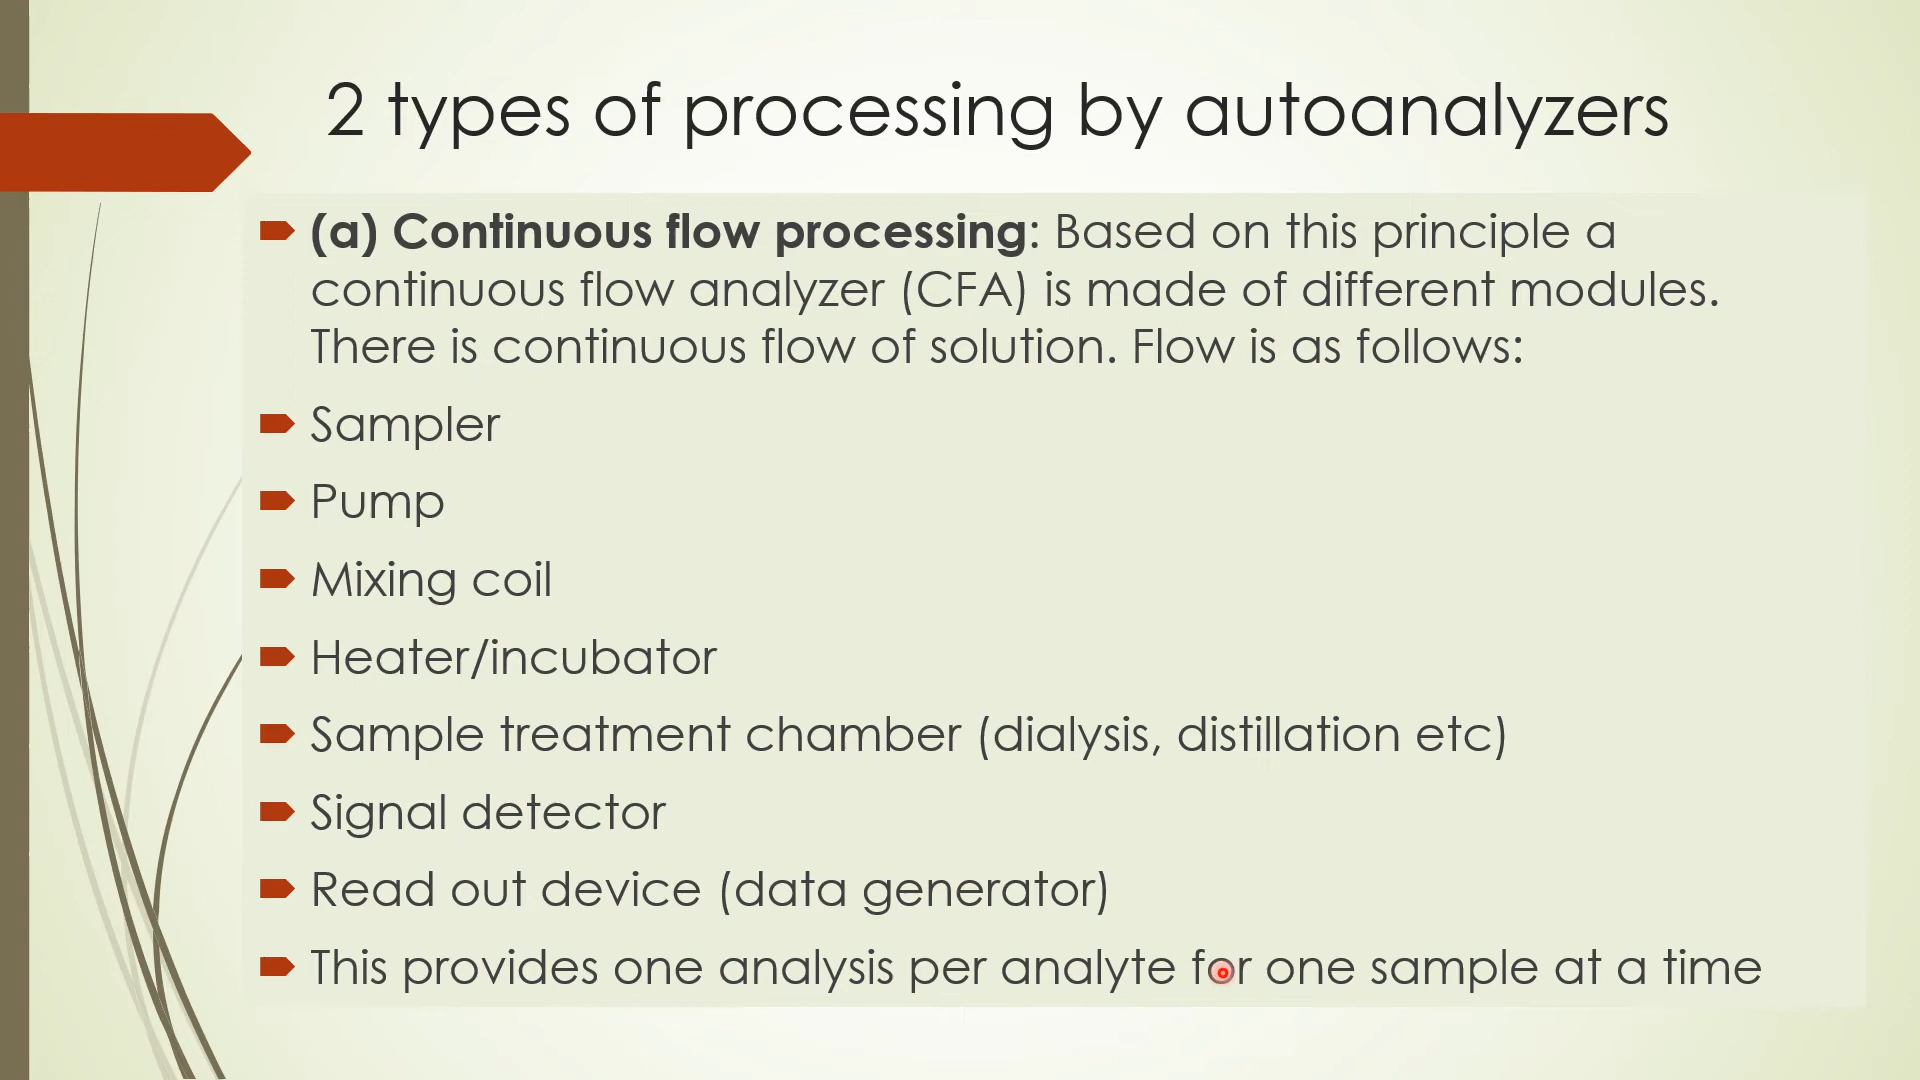 2 types of processing by autoanalyzers
(a) Continuous flow processing: Based on this principle a
continuous flow analyzer (CFA) is made of different modules.
There is continuous flow of solution. Flow is as follows:
Sampler
Pump
Mixing coil
Heater/incubator
Sample treatment chamber (dialysis, distillation etc)
Signal detector
Read out device (data generator)
This provides one analysis per analyte for one sample at a time